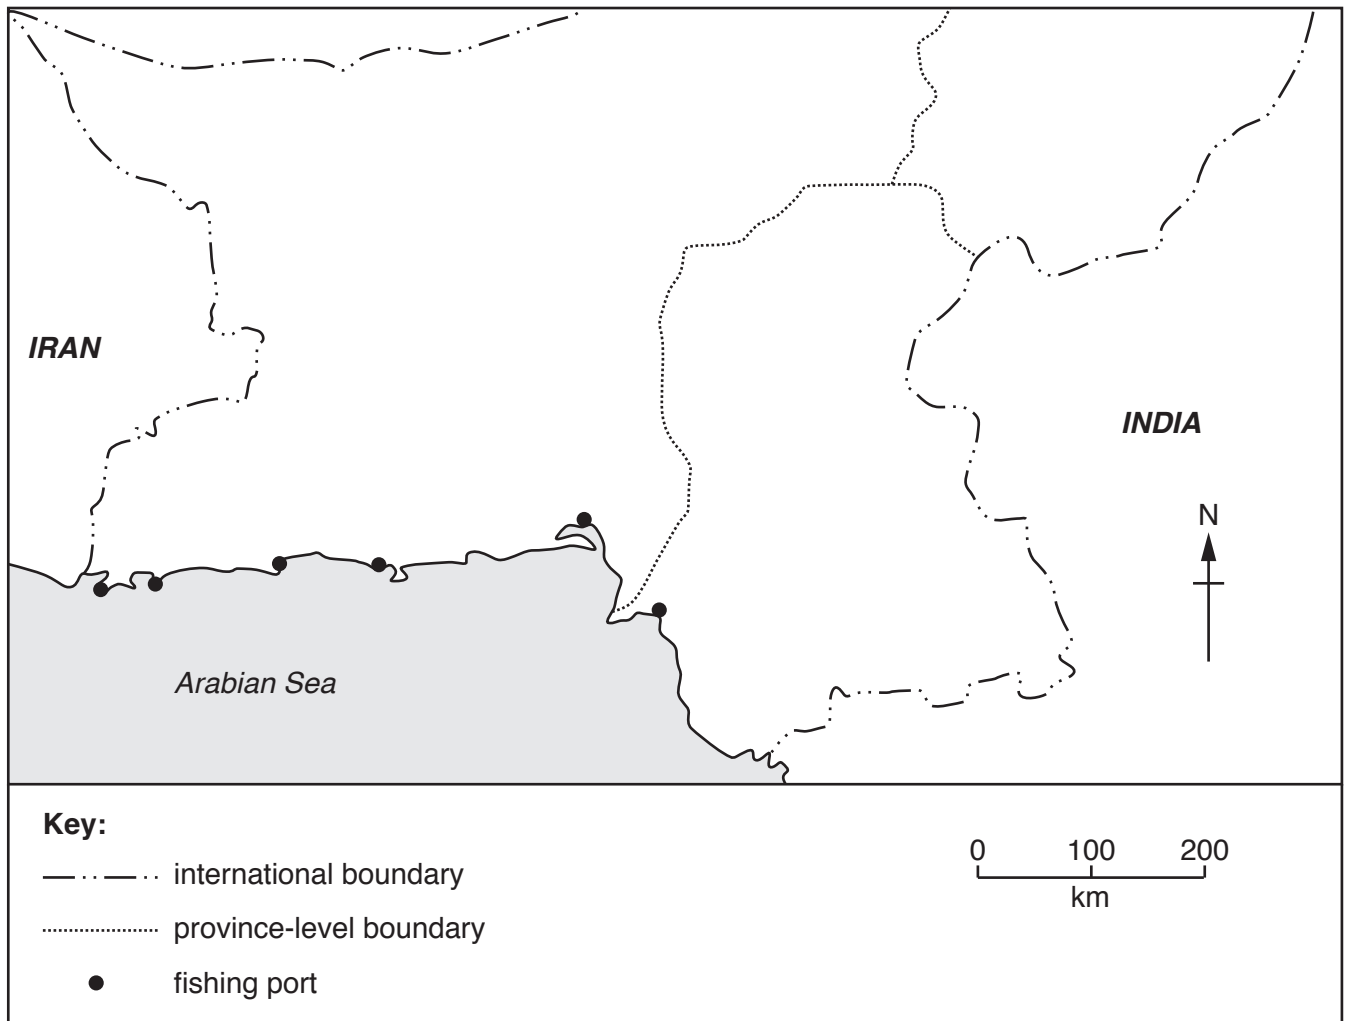 IRAN
INDIA
N
Arabian Sea
Key:
international boundary
province-level boundary
fishing port
0 100 200
km